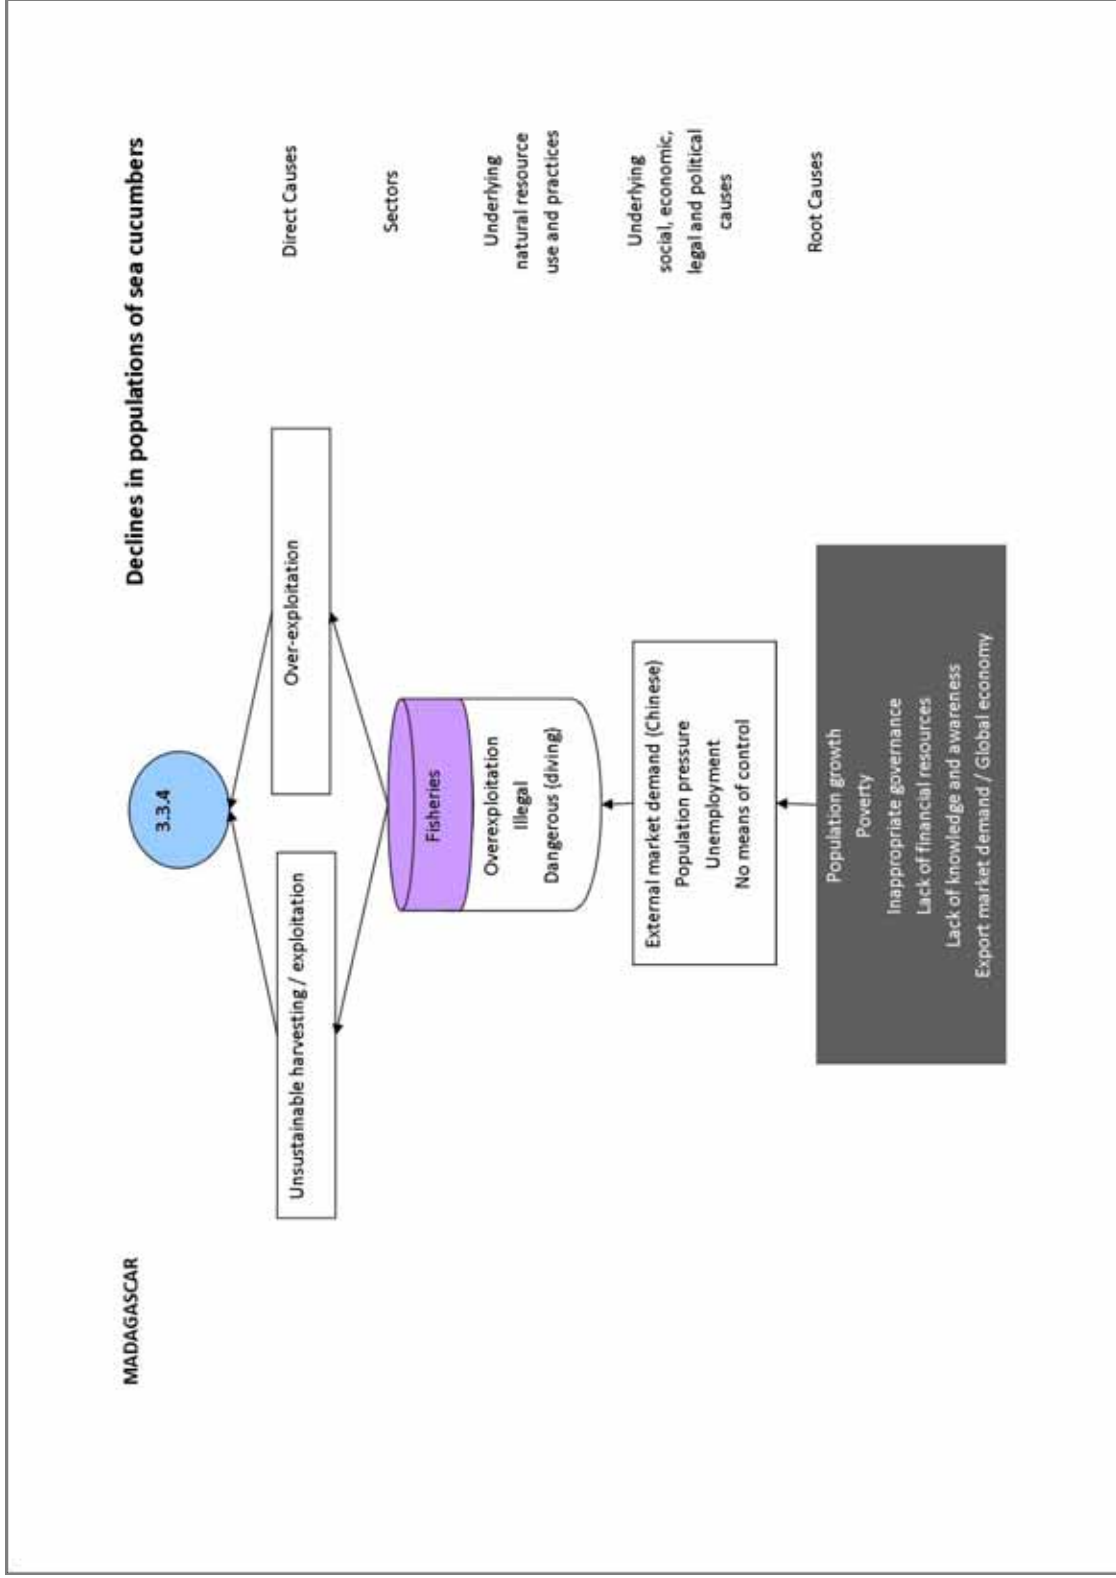 MADAGASCAR
Declines in populations of sea cucumbers
3.3.4
Unsustainable harvesting / exploitation
Over-exploitation
Direct Causes
Fisheries
Sectors
Overexploitation
Illegal
Dangerous (diving)
Underlying
natural resource
use and practices
External market demand (Chinese)
Population pressure
Unemployment
No means of control
Underlying
social, economic,
legal and political
causes
Population growth
Poverty
Inappropriate governance
Lack of financial resources
Lack of knowledge and awareness
Export market demand / Global economy
Root Causes